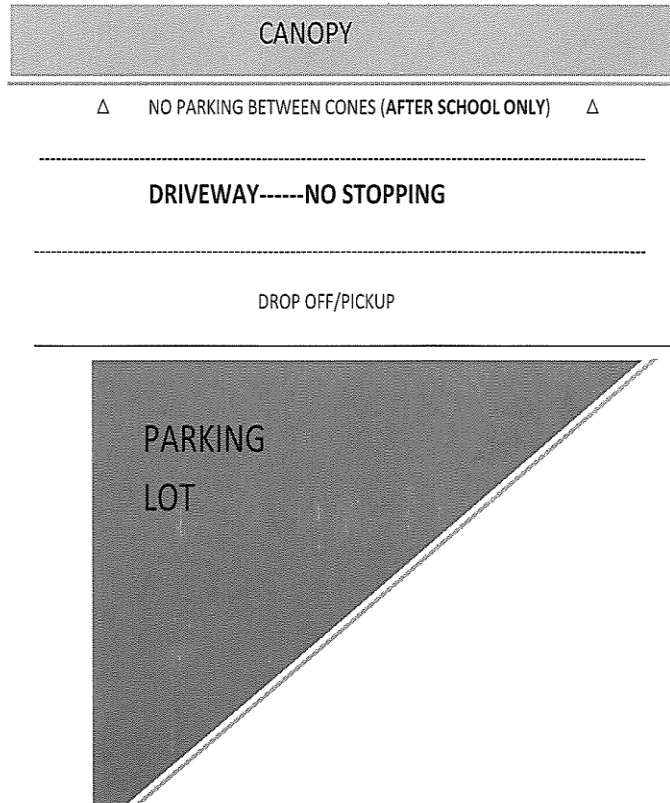 CANOPY
NO PARKING BETWEEN CONES (AFTER SCHOOL ONLY)
DRIVEWAY------NO STOPPING
DROP OFF/PICKUP
PARKING
LOT